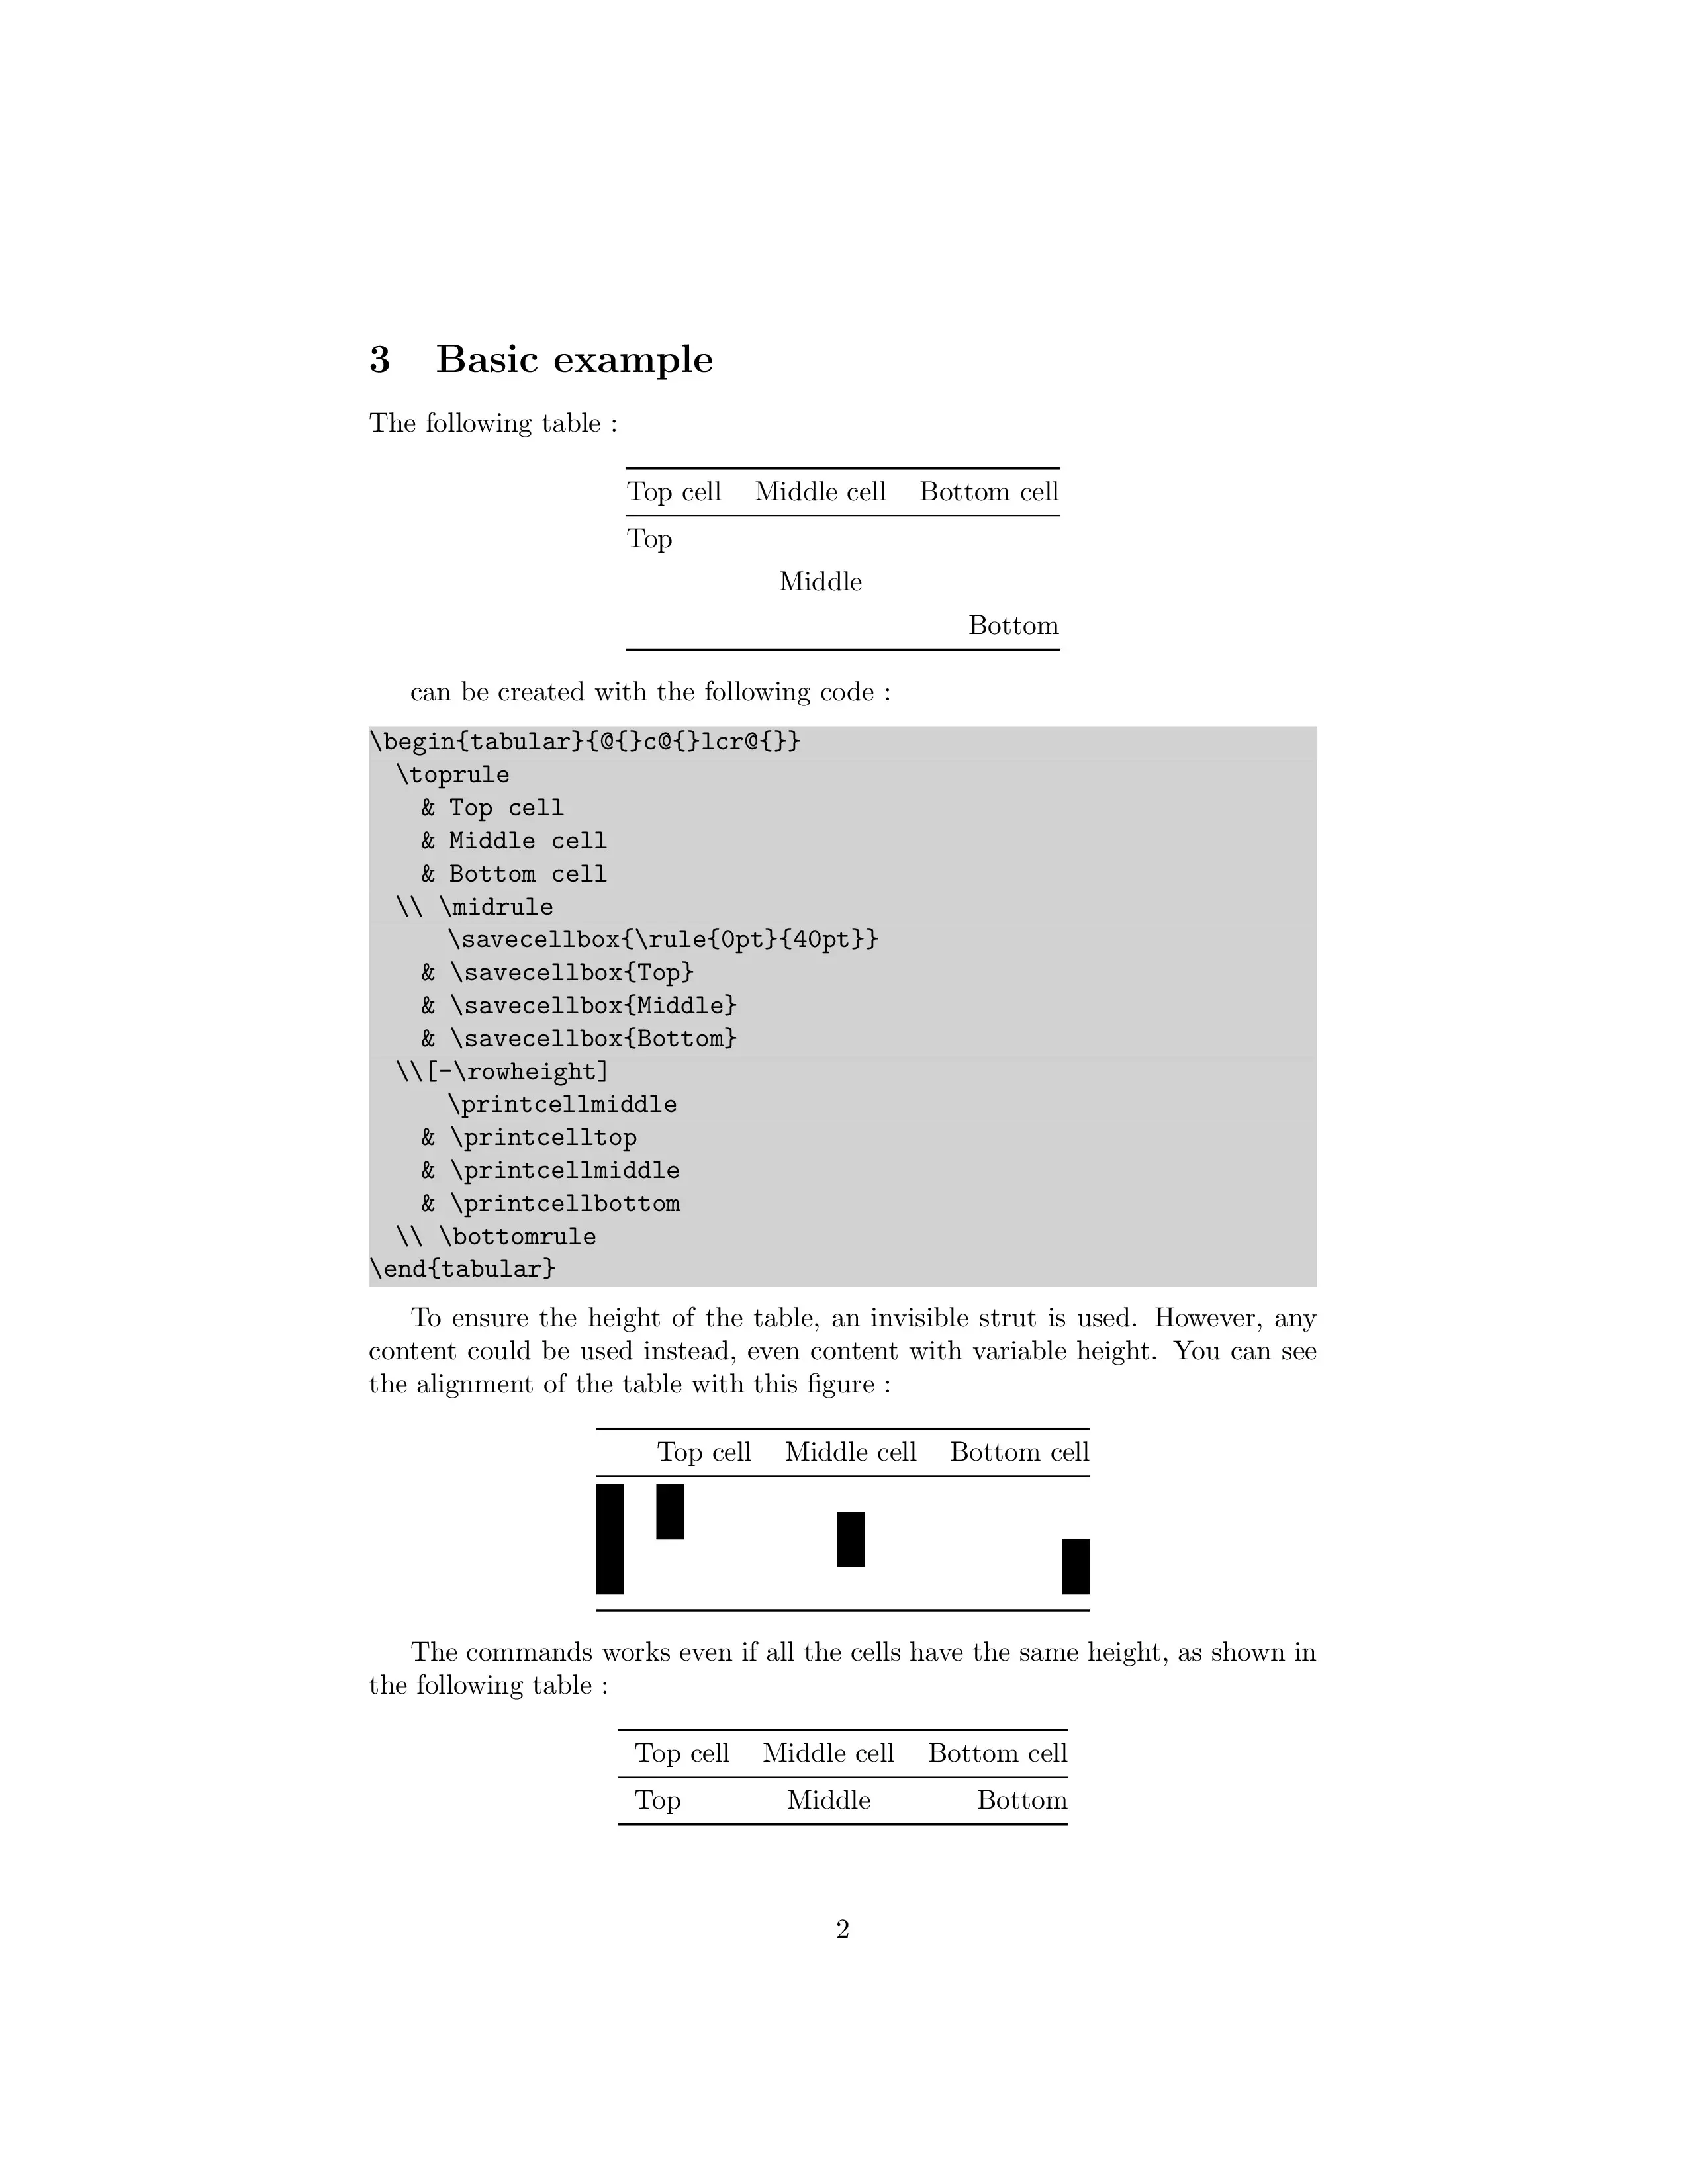 3 Basic example
The following table :
Top cell Middle cell Bottom cell
Top
Middle
Bottom
can be created with the following code :
\begin{tabular}{@{}c@{}lcr@{}}
\toprule
& Top cell
& Middle cell
& Bottom cell
\\ \midrule
\savecellbox{\rule{0pt}{40pt}}
& \savecellbox{Top}
& \savecellbox{Middle}
& \savecellbox{Bottom}
\\[-\rowheight]
\printcellmiddle
& \printcelltop
& \printcellmiddle
& \printcellbottom
\\ \bottomrule
\end{tabular}
To ensure the height of the table, an invisible strut is used. However, any
content could be used instead, even content with variable height. You can see
the alignment of the table with this figure :
Top cell Middle cell Bottom cell
The commands works even if all the cells have the same height, as shown in
the following table :
Top cell Middle cell Bottom cell
Top Middle Bottom
2